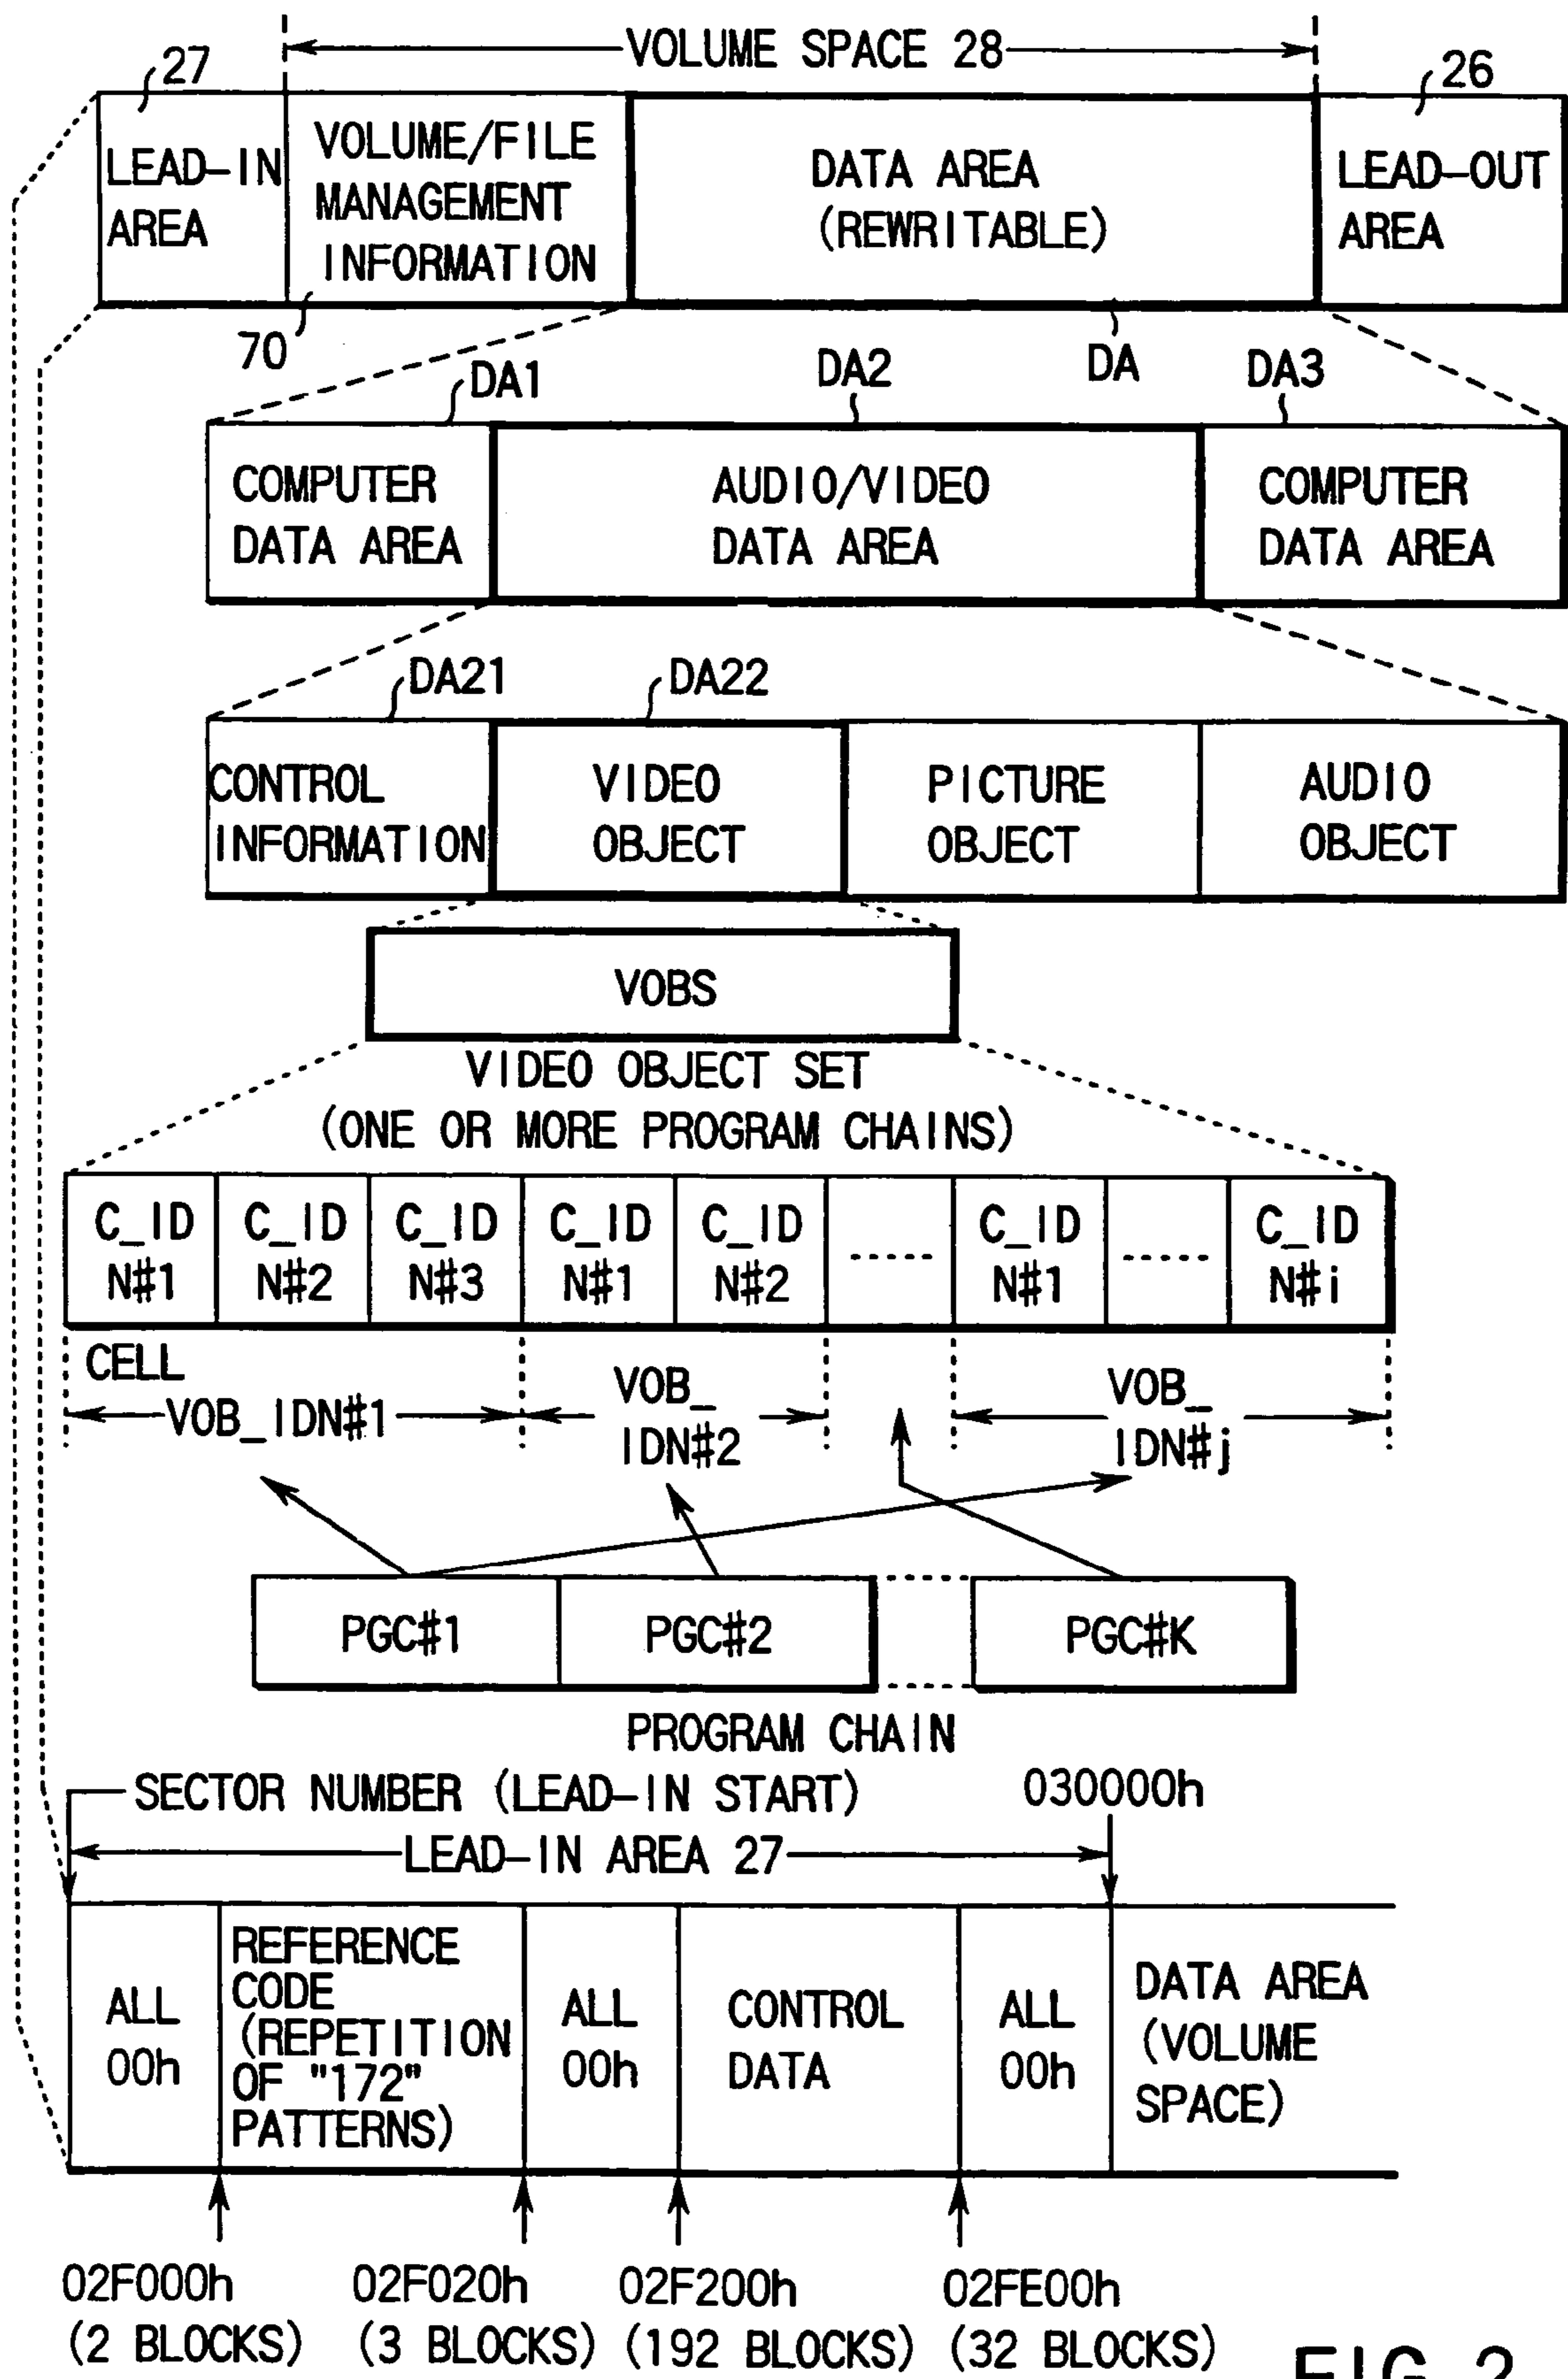 VOLUME SPACE 28
27
26
LEAD-IN
AREA
VOLUME/FILE
MANAGEMENT
INFORMATION
DATA AREA
(REWRITABLE)
LEAD-OUT
AREA
70
DA
DA1
DA2
DA3
COMPUTER
DATA AREA
AUDIO/VIDEO
DATA AREA
COMPUTER
DATA AREA
DA21
DA22
CONTROL
INFORMATION
VIDEO
OBJECT
PICTURE
OBJECT
AUDIO
OBJECT
VOBS
VIDEO OBJECT SET
(ONE OR MORE PROGRAM CHAINS)
C_ID
N#1
C_ID
N#2
C_ID
N#3
C_ID
N#1
C_ID
N#2
C_ID
N#1
C_ID
N#i
CELL
VOB_IDN#1
VOB_
IDN#2
VOB_
IDN#j
PGC#1
PGC#2
PGC#K
PROGRAM CHAIN
SECTOR NUMBER (LEAD-IN START)
030000h
LEAD-IN AREA 27
ALL
00h
REFERENCE
CODE
(REPETITION
OF "172"
PATTERNS)
ALL
00h
CONTROL
DATA
ALL
00h
DATA AREA
(VOLUME
SPACE)
02F000h
(2 BLOCKS)
02F020h
(3 BLOCKS)
02F200h
(192 BLOCKS)
02FE00h
(32 BLOCKS)
FIG.2